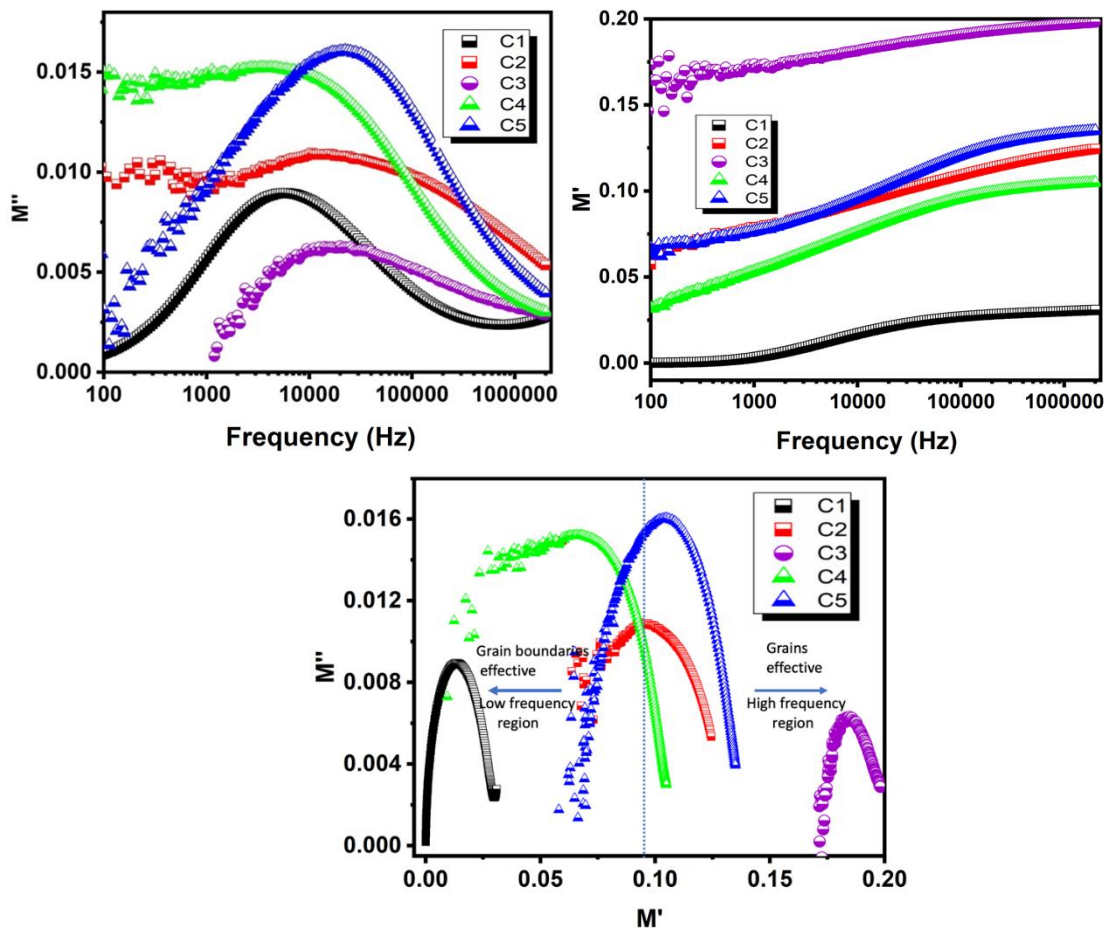 M''
0.015
0.010
0.005
0.000
100
1000
10000
100000
1000000
Frequency (Hz)
C1
C2
C3
C4
C5
M'
0.20
0.15
0.10
0.05
0.00
100
1000
10000
100000
1000000
Frequency (Hz)
C1
C2
C3
C4
C5
M''
0.016
0.012
0.008
0.004
0.000
0.00
0.05
0.10
0.15
0.20
M'
C1
C2
C3
C4
C5
Grain boundaries
effective
Low frequency
region
Grains
effective
High frequency
region